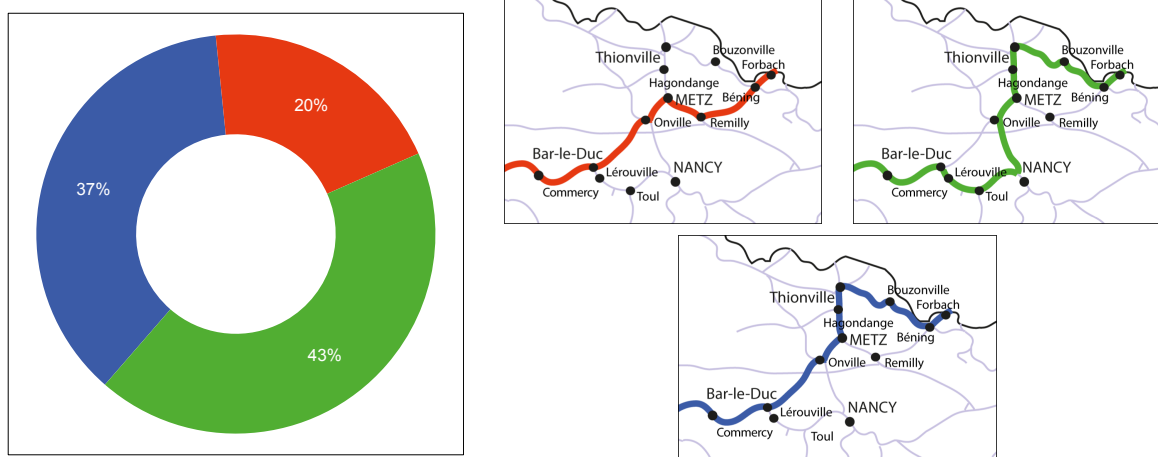 20%
37%
43%
Bouzonville
Thionville
Forbach
Hagondange
METZ
Béning
Onville
Remilly
Bar-le-Duc
NANCY
Lérouville
Commercy
Toul
Bouzonville
Thionville
Forbach
Hagondange
METZ
Béning
Onville
Remilly
Bar-le-Duc
NANCY
Lérouville
Commercy
Toul
Bouzonville
Thionville
Forbach
Hagondange
METZ
Béning
Onville
Remilly
Bar-le-Duc
NANCY
Lérouville
Commercy
Toul